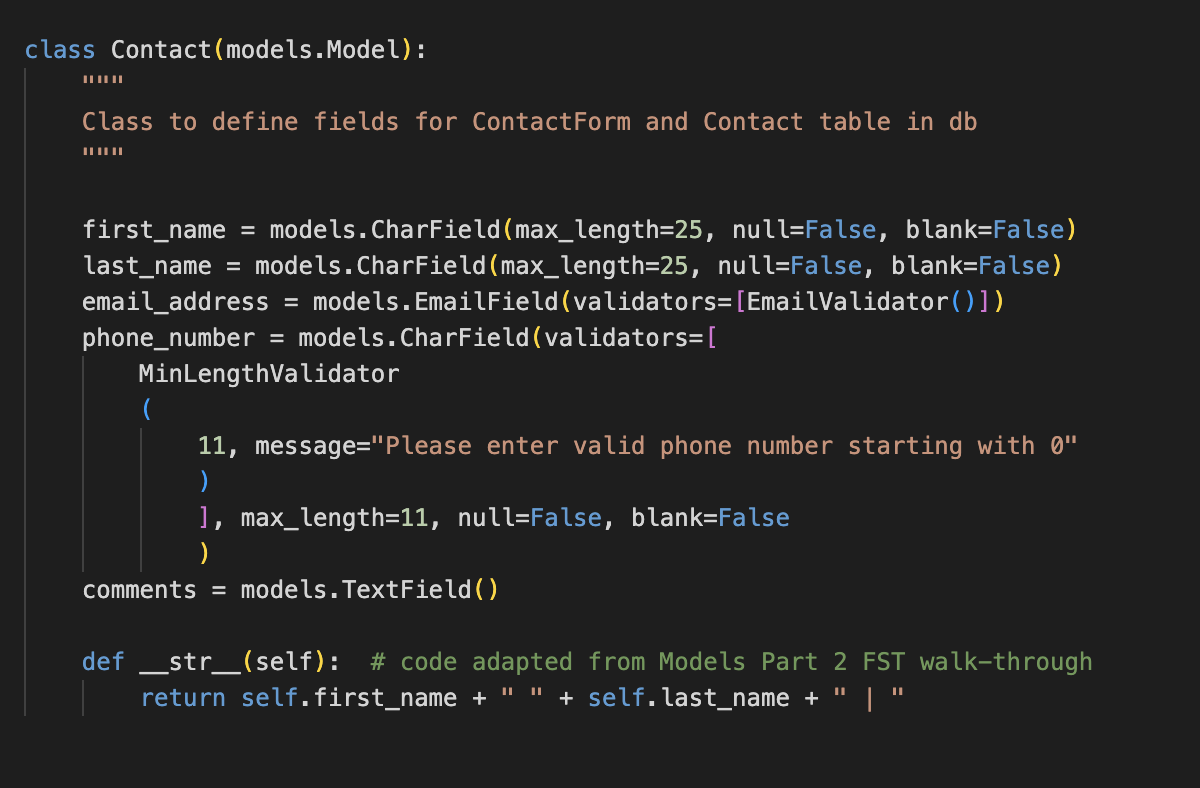 class Contact(models.Model):
    """
    Class to define fields for ContactForm and Contact table in db
    """

    first_name = models.CharField(max_length=25, null=False, blank=False)
    last_name = models.CharField(max_length=25, null=False, blank=False)
    email_address = models.EmailField(validators=[EmailValidator()])
    phone_number = models.CharField(validators=[
        MinLengthValidator
        (
            11, message="Please enter valid phone number starting with 0"
            )
            ], max_length=11, null=False, blank=False
            )
    comments = models.TextField()

    def __str__(self):  # code adapted from Models Part 2 FST walk-through
        return self.first_name + " " + self.last_name + " | "